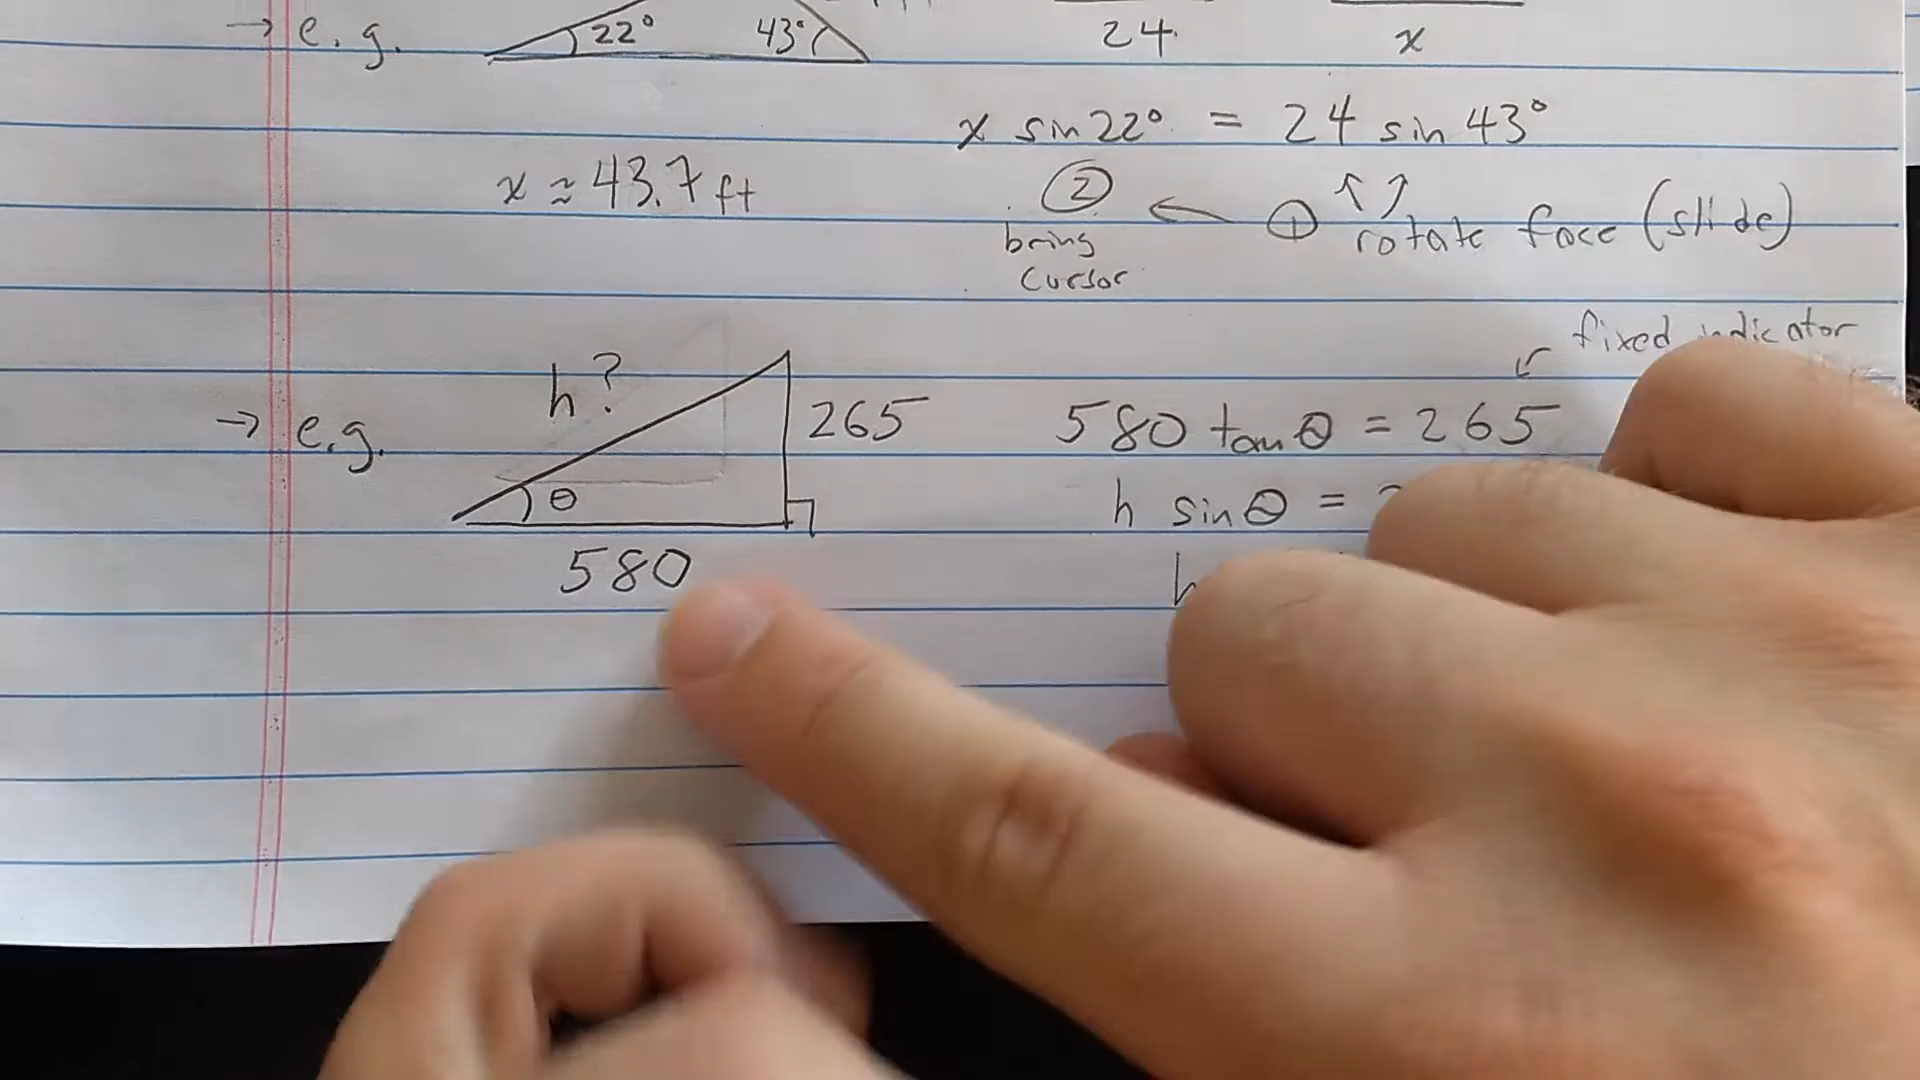 → e.g. 22° 43° 24 x
x sin 22° = 24 sin 43°
x ≈ 43.7 ft ② ← ① rotate face (slide)
bring
cursor
fixed indicator
→ e.g. h? 265 580 tan θ = 265
θ h sin θ =
580 h